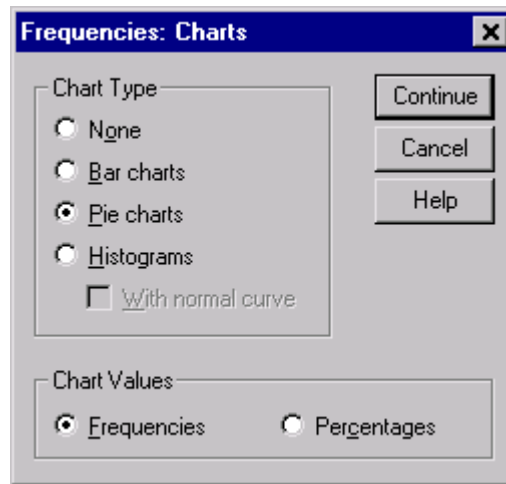 Frequencies: Charts
Chart Type
None
Bar charts
Pie charts
Histograms
With normal curve
Continue
Cancel
Help
Chart Values
Frequencies
Percentages